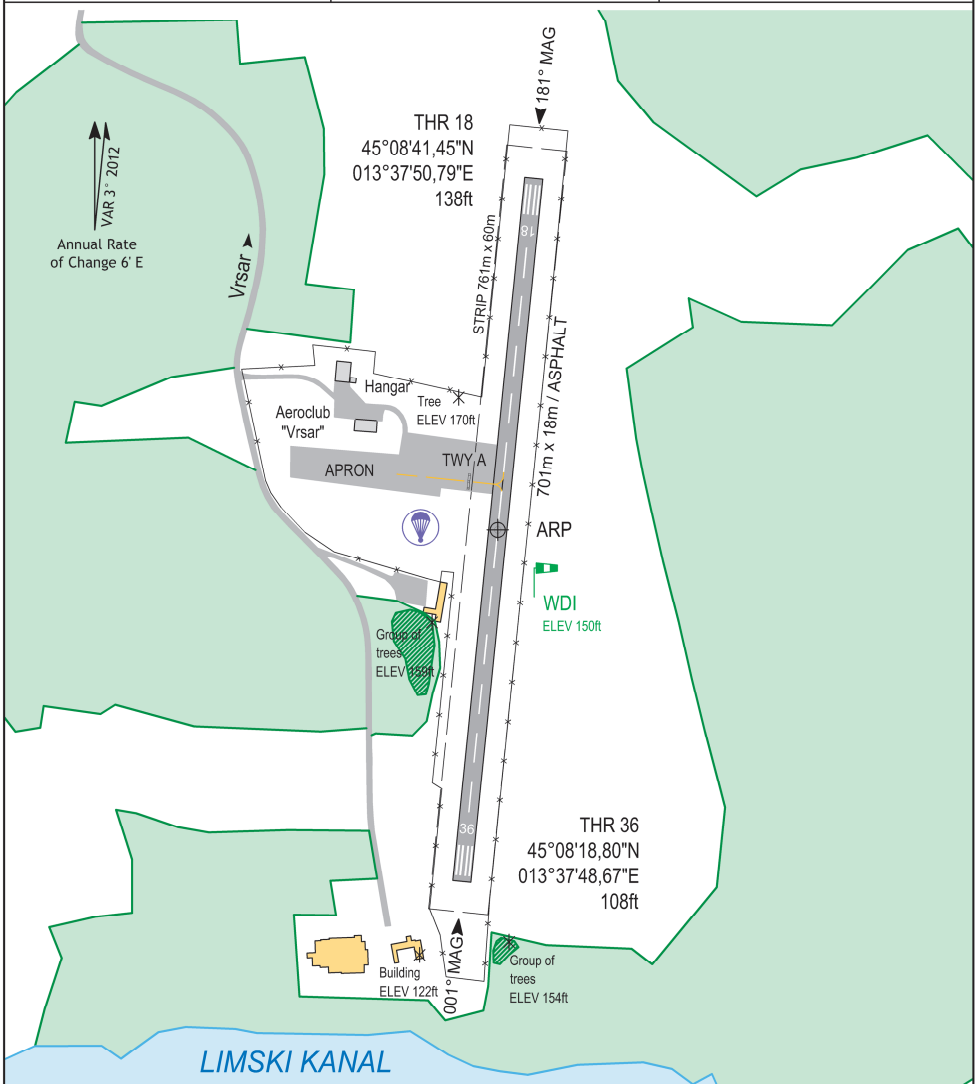 181° MAG
THR 18
45°08'41,45"N
013°37'50,79"E
138ft
VAR 3° 2012
Annual Rate
of Change 6' E
Vrsar
STRIP 761m x 60m
18
701m x 18m / ASPHALT
Hangar
Tree
ELEV 170ft
Aeroclub
"Vrsar"
TWY A
APRON
ARP
WDI
ELEV 150ft
Group of
trees
ELEV 159ft
36
THR 36
45°08'18,80"N
013°37'48,67"E
108ft
001° MAG
Building
ELEV 122ft
Group of
trees
ELEV 154ft
LIMSKI KANAL